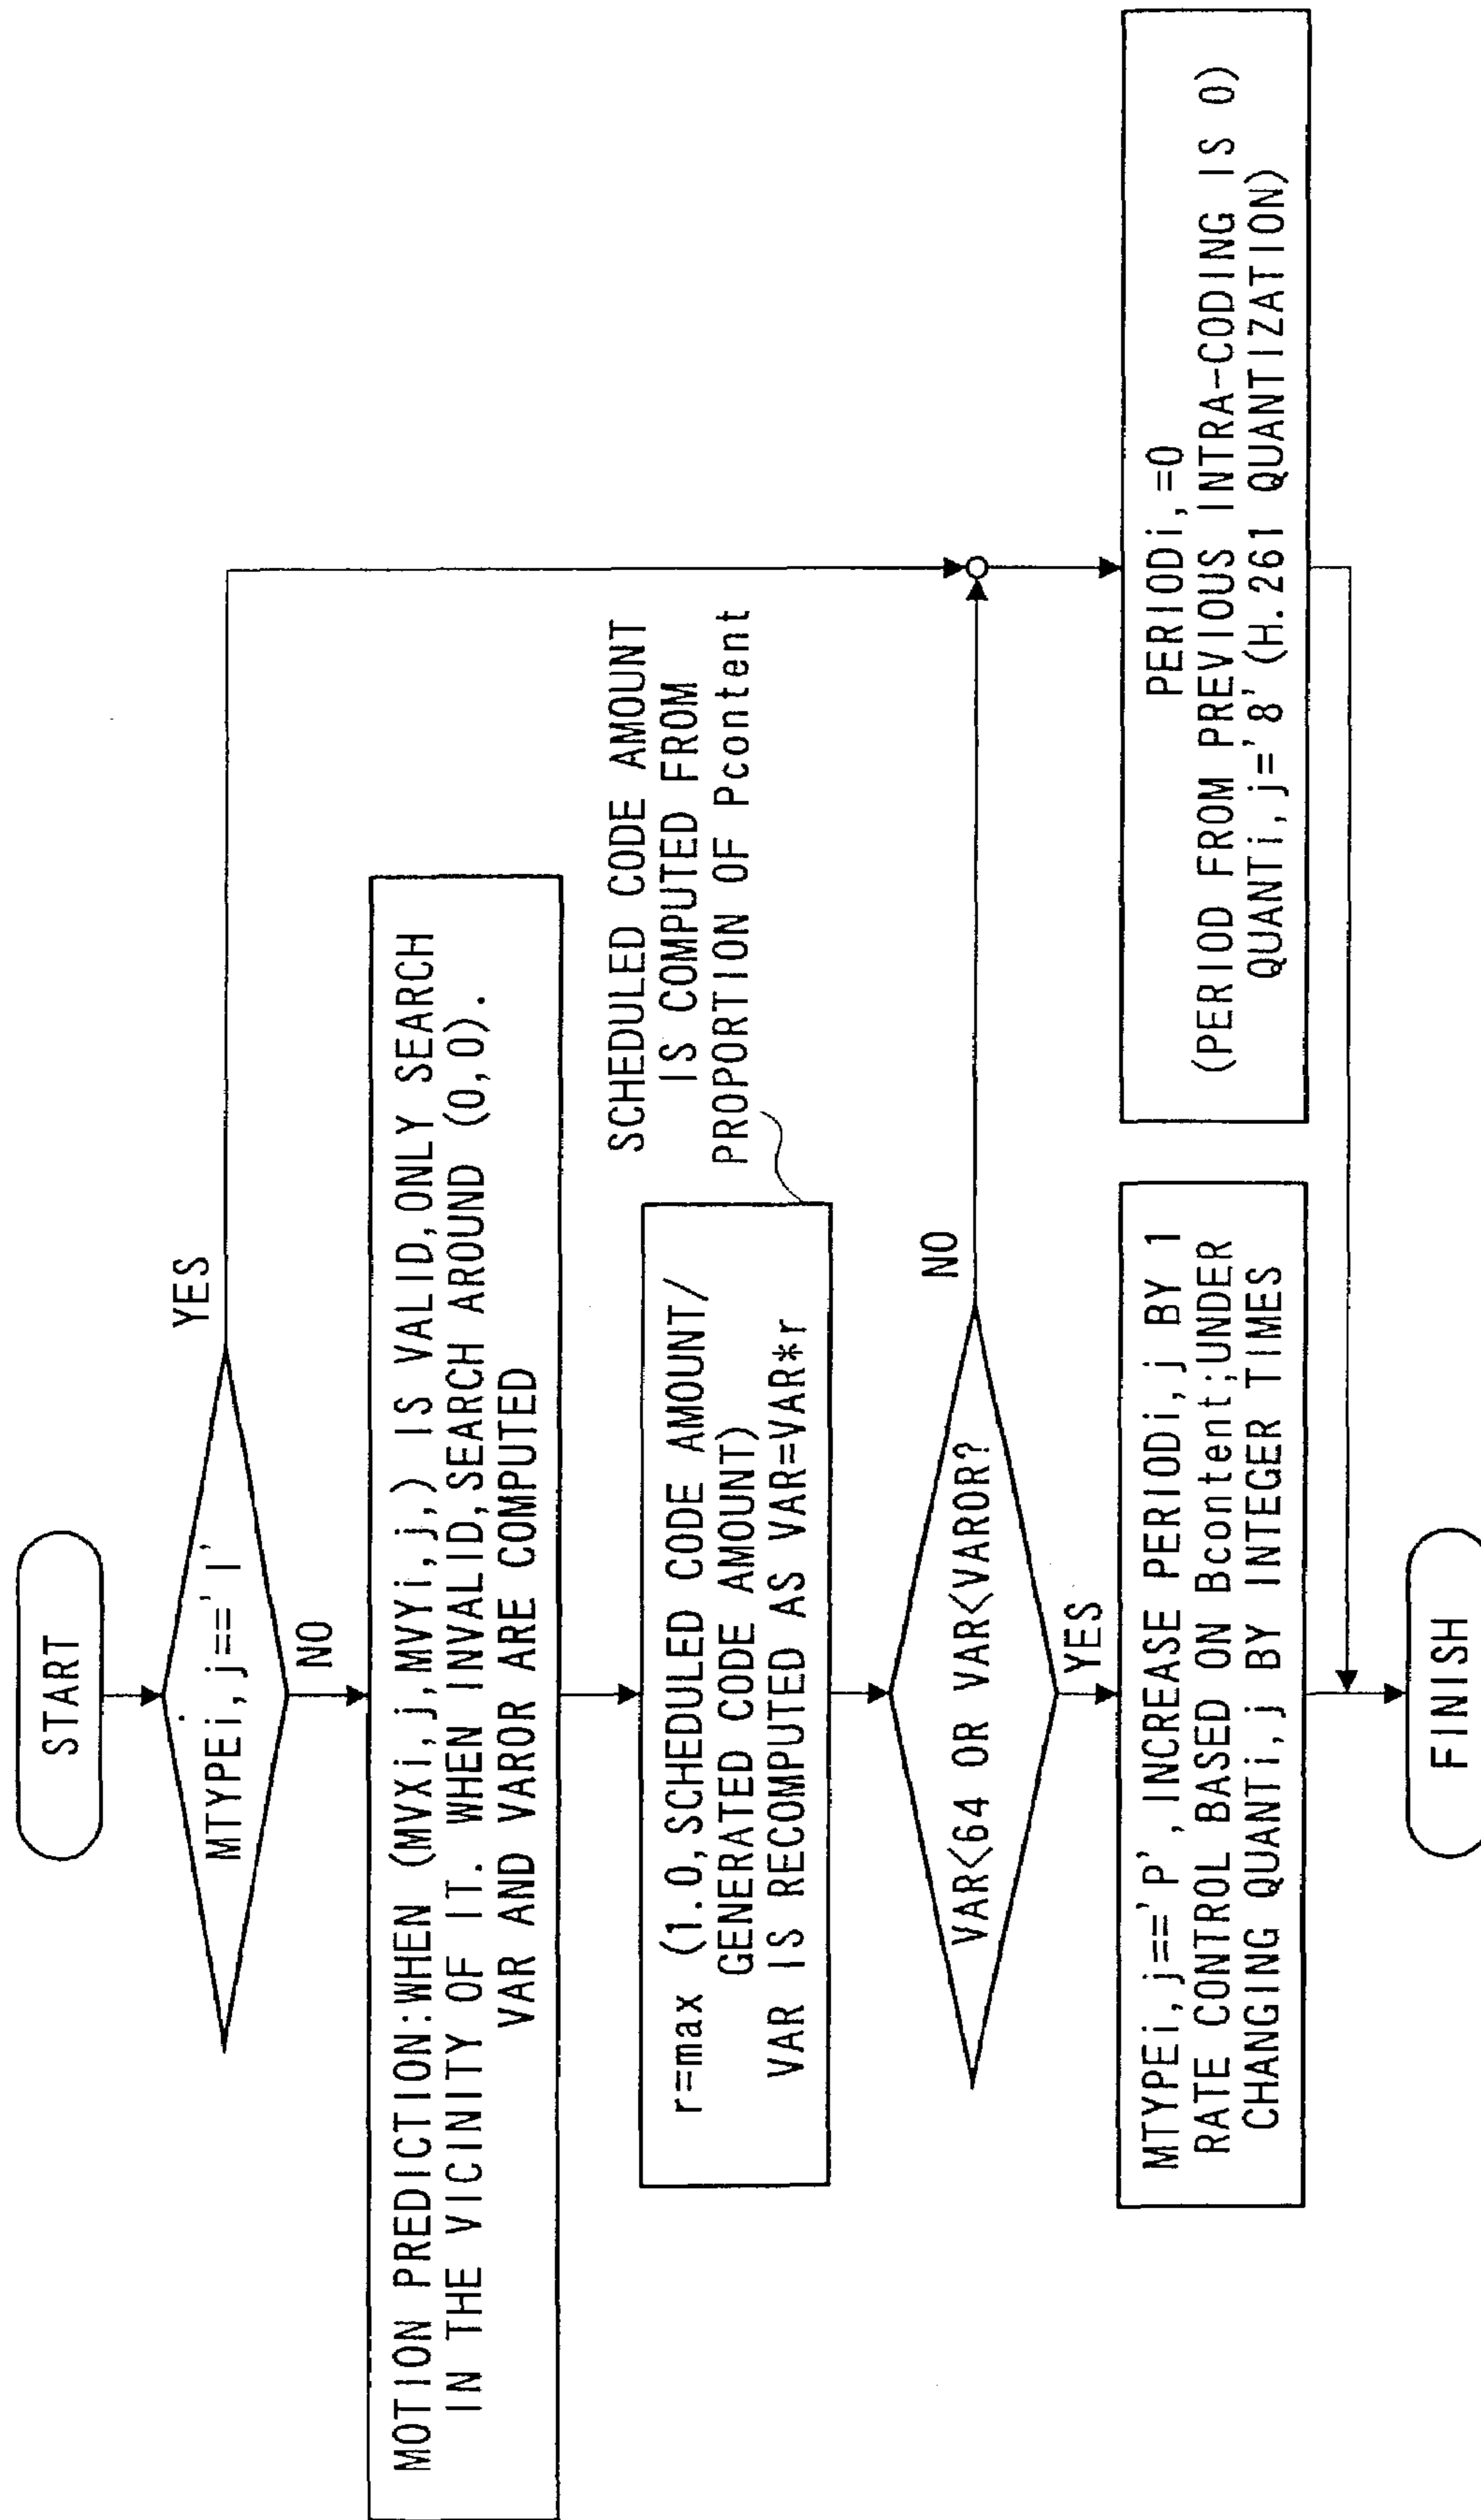 START
MTYPEi,j=='I'
YES
NO
MOTION PREDICTION:WHEN (MVXi,j,MVYi,j,) IS VALID,ONLY SEARCH
IN THE VICINITY OF IT. WHEN INVALID,SEARCH AROUND (0,0).
VAR AND VAROR ARE COMPUTED
SCHEDULED CODE AMOUNT
IS COMPUTED FROM
PROPORTION OF Pcontent
r=max (1.0,SCHEDULED CODE AMOUNT/
GENERATED CODE AMOUNT)
VAR IS RECOMPUTED AS VAR=VAR*r
VAR<64 OR VAR<VAROR?
NO
YES
MTYPEi,j=='P',INCREASE PERIODi,j BY 1
RATE CONTROL BASED ON Bcontent;UNDER
CHANGING QUANTi,j BY INTEGER TIMES
PERIODi,=0
(PERIOD FROM PREVIOUS INTRA-CODING IS 0)
QUANTi,j='8' (H.261 QUANTIZATION)
FINISH